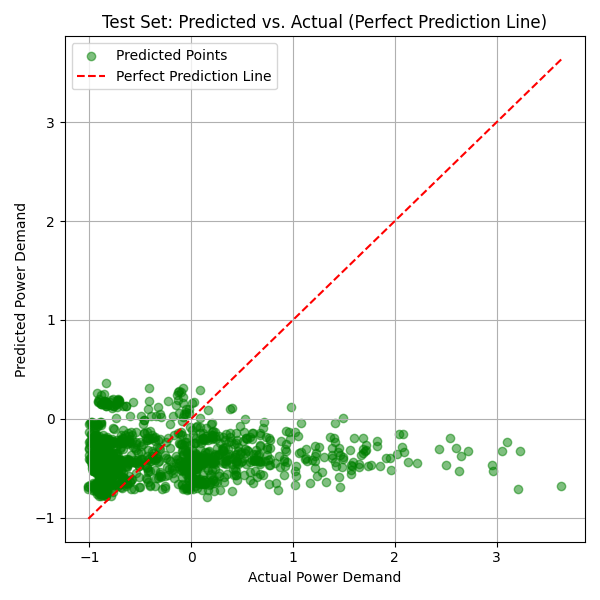 Test Set: Predicted vs. Actual (Perfect Prediction Line)
Predicted Points
Perfect Prediction Line
3
2
1
0
−1
Predicted Power Demand
−1 0 1 2 3
Actual Power Demand